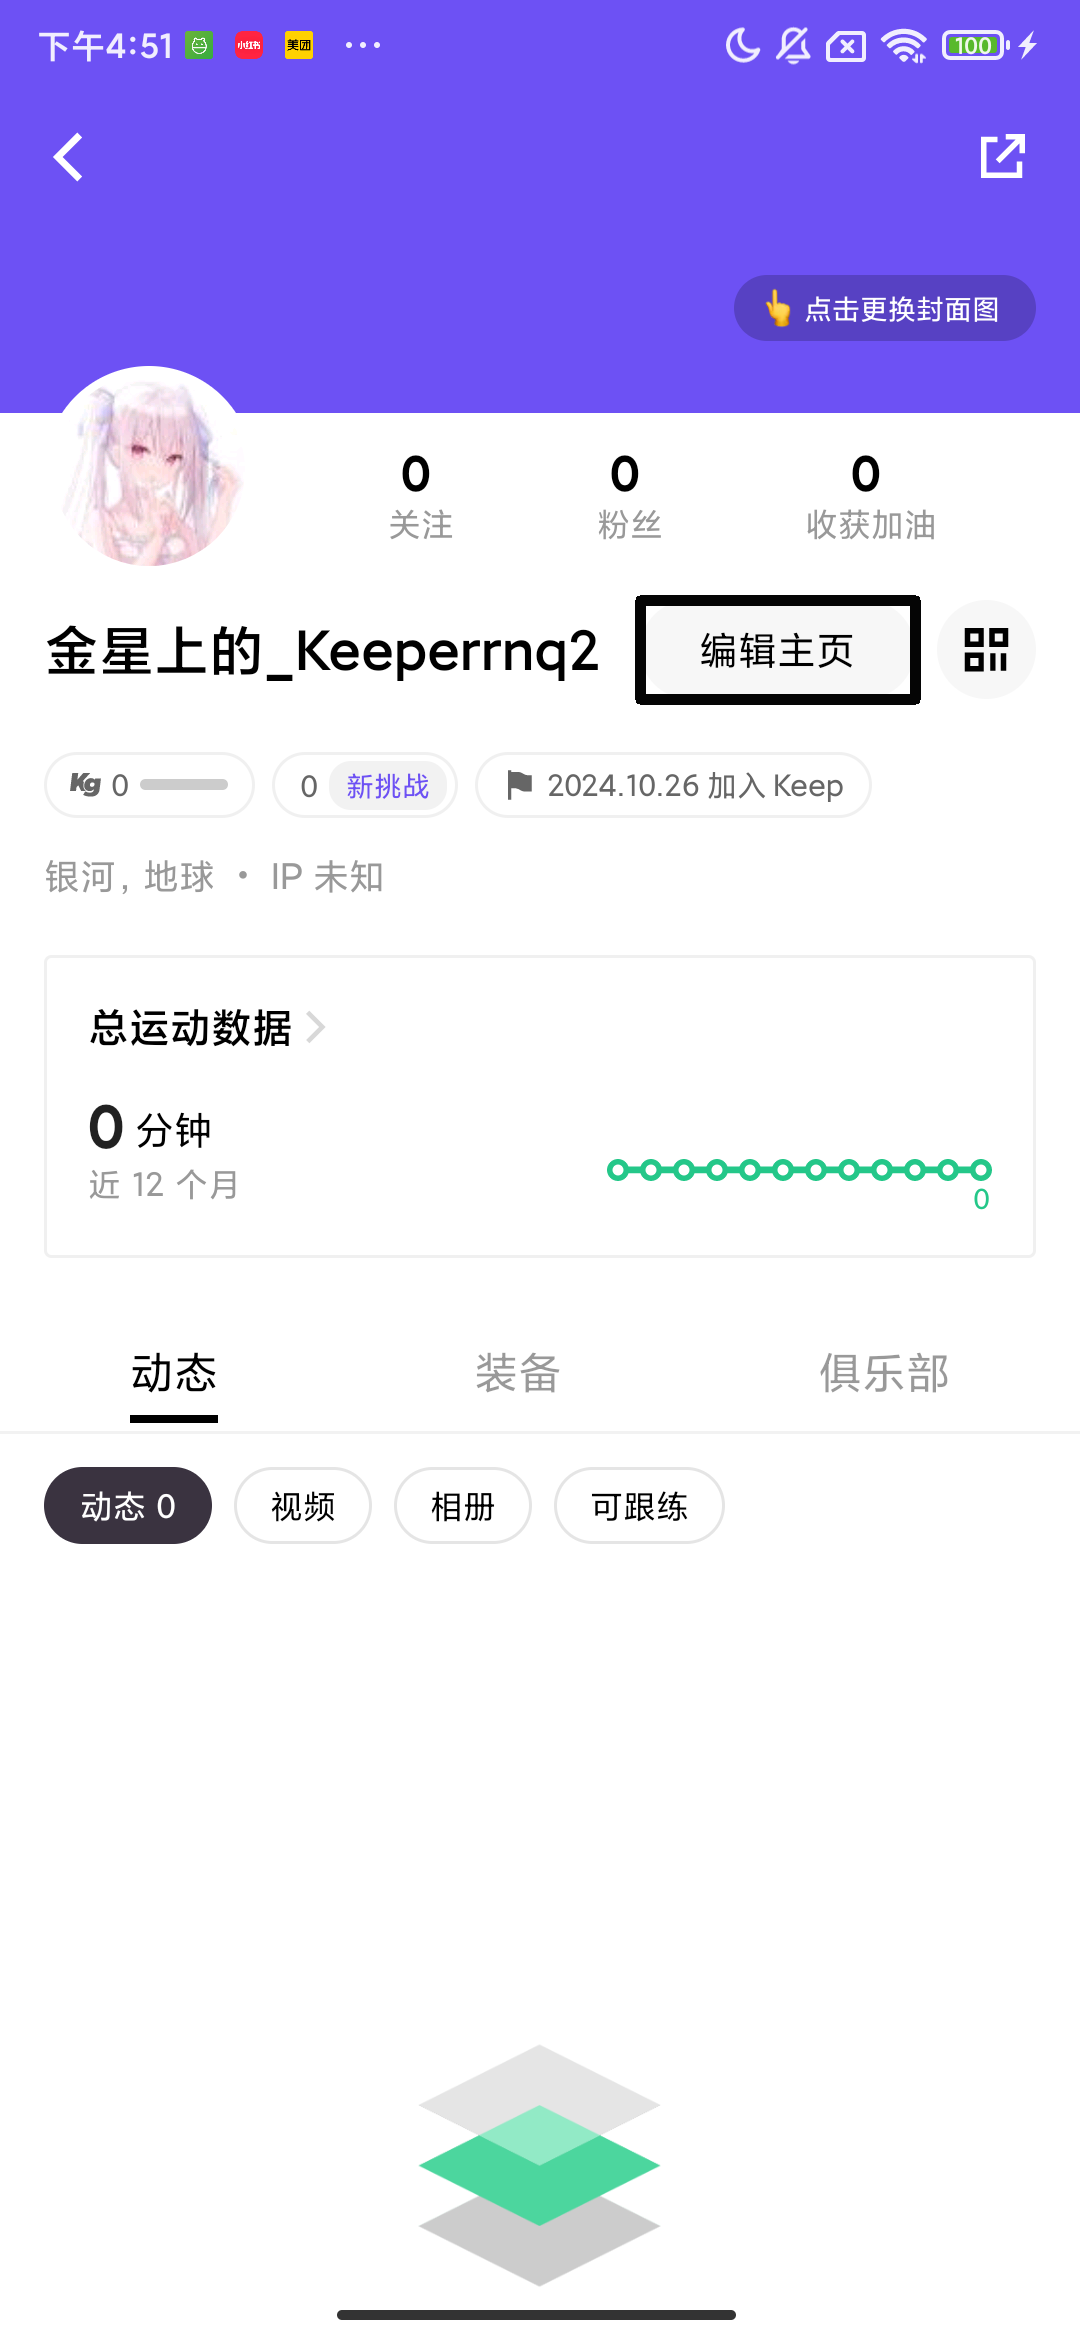 下午4:51 小红书 美团 ··· 100
👆 点击更换封面图
0 0 0
关注 粉丝 收获加油
金星上的_Keeperrnq2 编辑主页
Kg 0 0 新挑战 2024.10.26 加入 Keep
银河, 地球 · IP 未知
总运动数据
0 分钟
近 12 个月
0
动态 装备 俱乐部
动态 0 视频 相册 可跟练